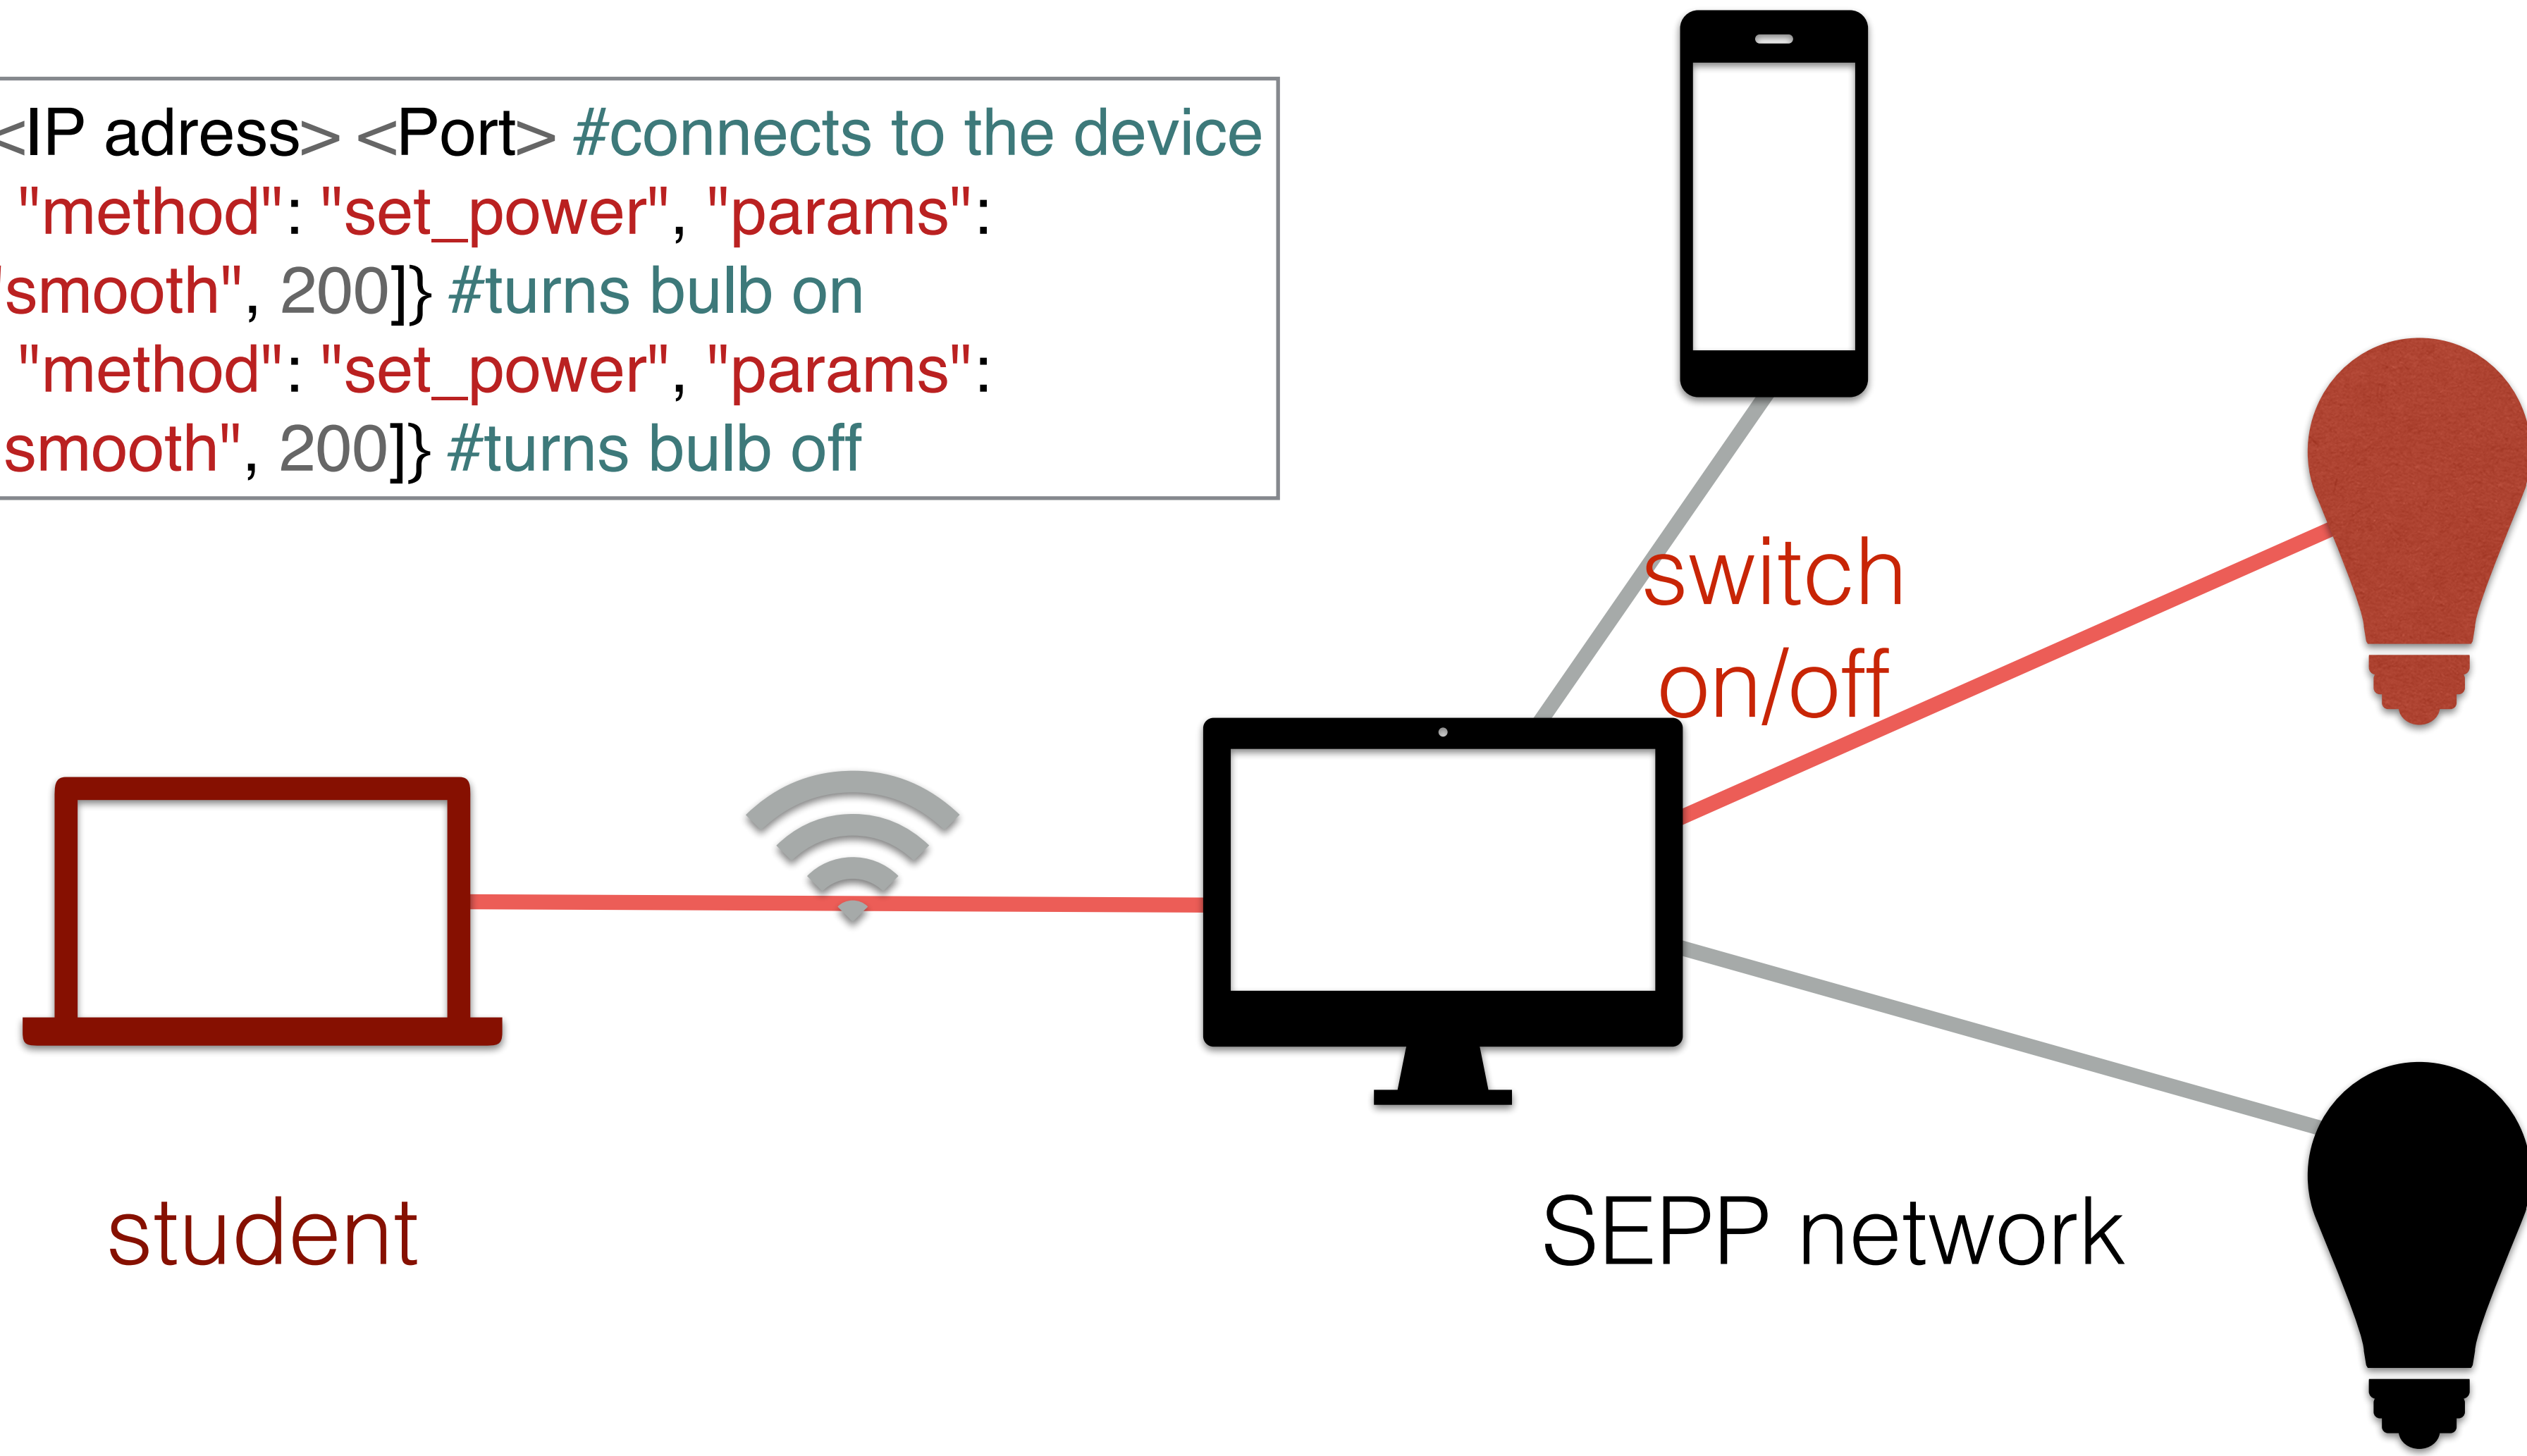 <IP adress> <Port> #connects to the device
"method": "set_power", "params":
"smooth", 200]} #turns bulb on
"method": "set_power", "params":
smooth", 200]} #turns bulb off
switch
on/off
student
SEPP network